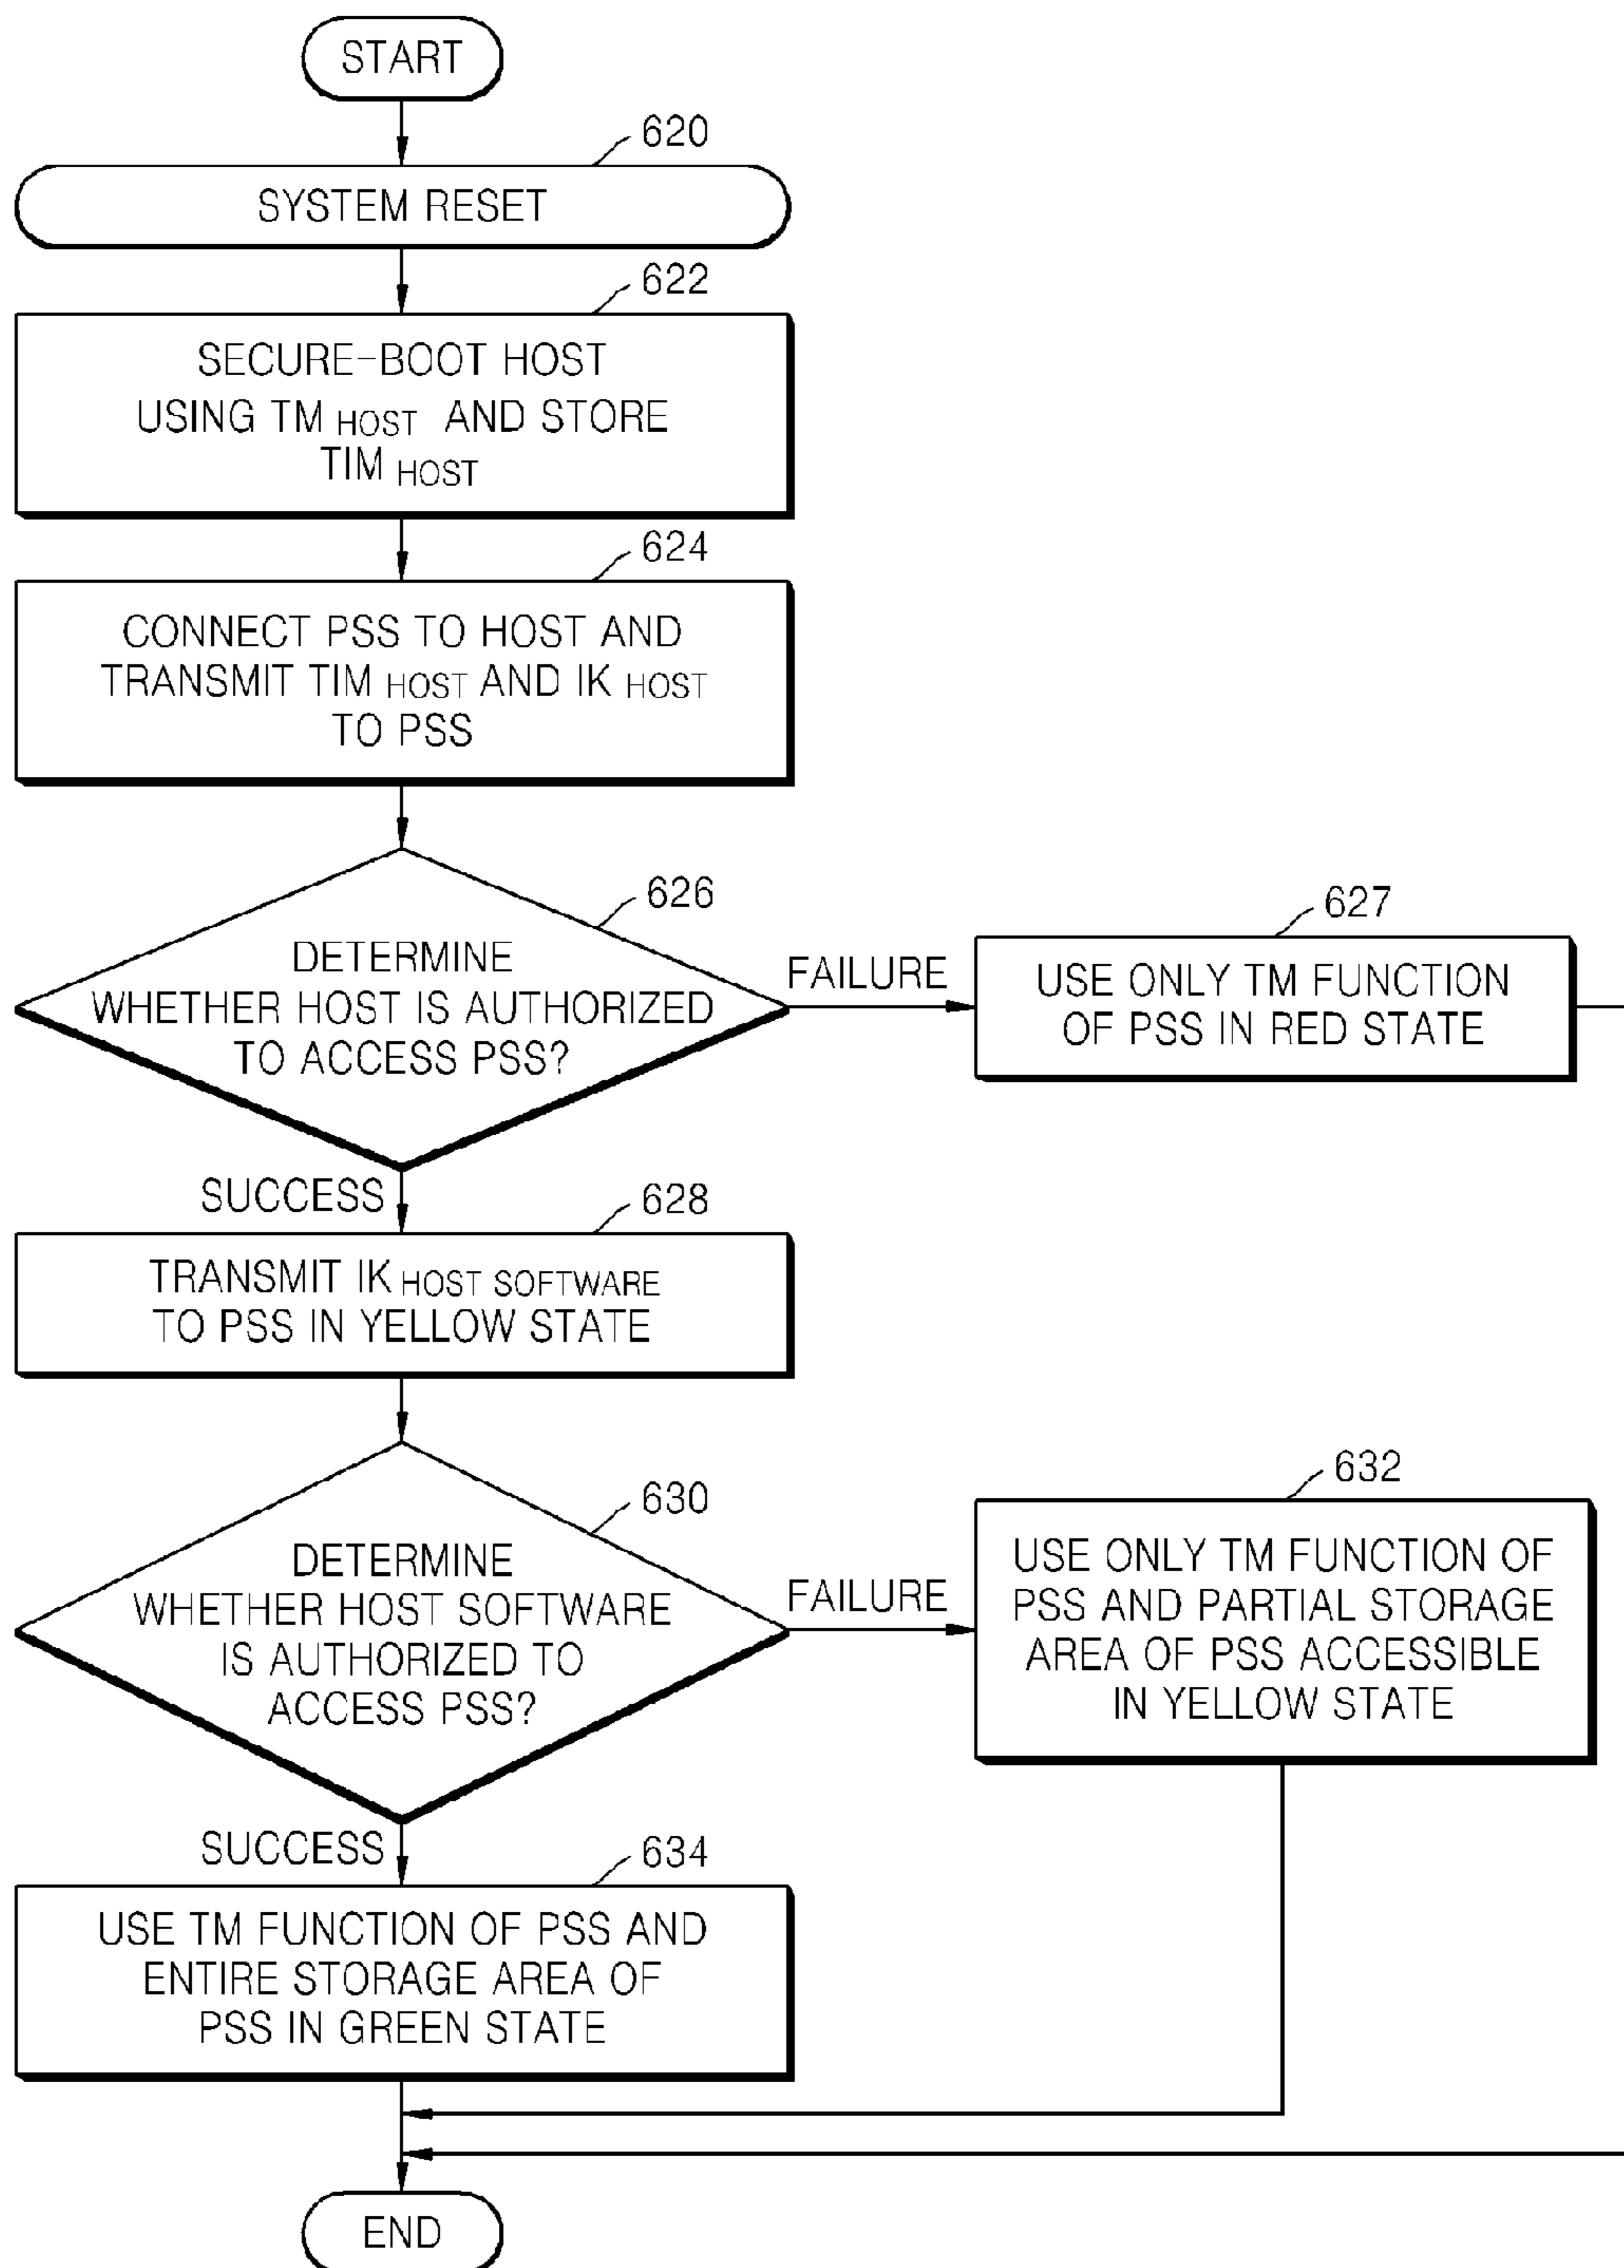 START
620
SYSTEM RESET
622
SECURE-BOOT HOST
USING TM HOST AND STORE
TIM HOST
624
CONNECT PSS TO HOST AND
TRANSMIT TIM HOST AND IK HOST
TO PSS
626
DETERMINE
WHETHER HOST IS AUTHORIZED
TO ACCESS PSS?
FAILURE
627
USE ONLY TM FUNCTION
OF PSS IN RED STATE
SUCCESS
628
TRANSMIT IK HOST SOFTWARE
TO PSS IN YELLOW STATE
630
DETERMINE
WHETHER HOST SOFTWARE
IS AUTHORIZED TO
ACCESS PSS?
FAILURE
632
USE ONLY TM FUNCTION OF
PSS AND PARTIAL STORAGE
AREA OF PSS ACCESSIBLE
IN YELLOW STATE
SUCCESS
634
USE TM FUNCTION OF PSS AND
ENTIRE STORAGE AREA OF
PSS IN GREEN STATE
END